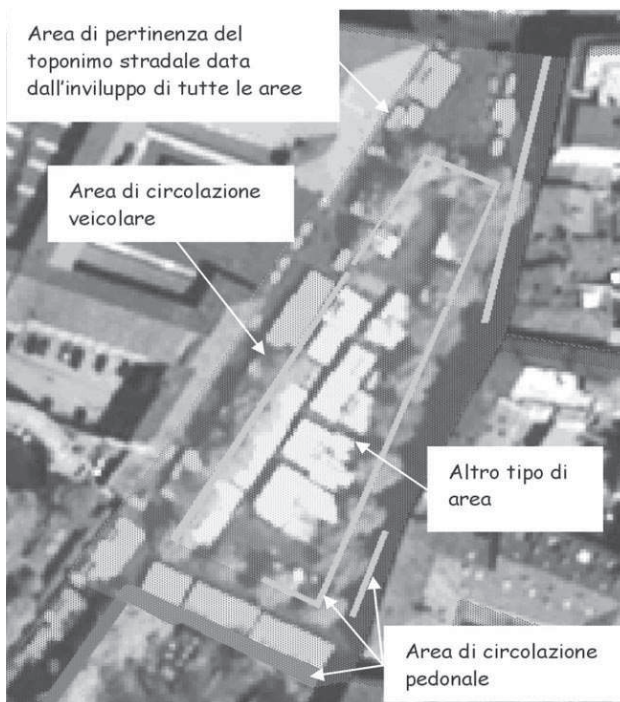 Area di pertinenza del
toponimo stradale data
dall'inviluppo di tutte le aree
Area di circolazione
veicolare
Altro tipo di
area
Area di circolazione
pedonale